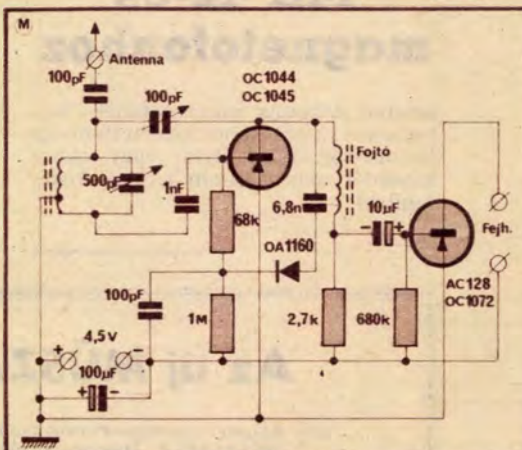 M
Antenna
100pF
100pF
OC1044
OC1045
500pF
1nF
68k
6,8n
Fojtó
10µF
- +
Fejh.
OA1160
AC128
OC1072
100pF
1M
2,7k
680k
+ 4,5V -
100µF
+ -